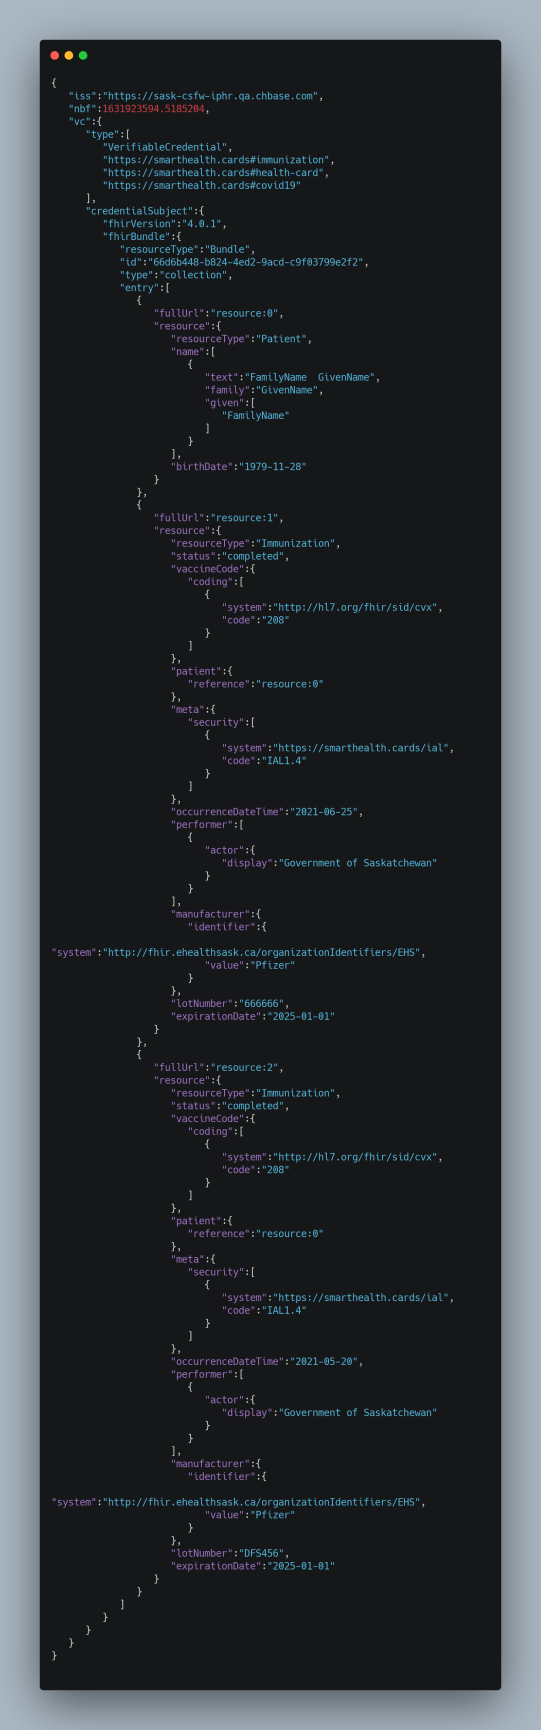 {
"iss":"https://sask-csfw-iphr.qa.chbase.com",
"nbf":1631923594.5185204,
"vc":{
"type":[
"VerifiableCredential",
"https://smarthealth.cards#immunization",
"https://smarthealth.cards#health-card",
"https://smarthealth.cards#covid19"
],
"credentialSubject":{
"fhirVersion":"4.0.1",
"fhirBundle":{
"resourceType":"Bundle",
"id":"66d6b448-b824-4ed2-9acd-c9f03799e2f2",
"type":"collection",
"entry":[
{
"fullUrl":"resource:0",
"resource":{
"resourceType":"Patient",
"name":[
{
"text":"FamilyName  GivenName",
"family":"GivenName",
"given":[
"FamilyName"
]
}
],
"birthDate":"1979-11-28"
}
},
{
"fullUrl":"resource:1",
"resource":{
"resourceType":"Immunization",
"status":"completed",
"vaccineCode":{
"coding":[
{
"system":"http://hl7.org/fhir/sid/cvx",
"code":"208"
}
]
},
"patient":{
"reference":"resource:0"
},
"meta":{
"security":[
{
"system":"https://smarthealth.cards/ial",
"code":"IAL1.4"
}
]
},
"occurrenceDateTime":"2021-06-25",
"performer":[
{
"actor":{
"display":"Government of Saskatchewan"
}
}
],
"manufacturer":{
"identifier":{
"system":"http://fhir.ehealthsask.ca/organizationIdentifiers/EHS",
"value":"Pfizer"
}
},
"lotNumber":"666666",
"expirationDate":"2025-01-01"
}
},
{
"fullUrl":"resource:2",
"resource":{
"resourceType":"Immunization",
"status":"completed",
"vaccineCode":{
"coding":[
{
"system":"http://hl7.org/fhir/sid/cvx",
"code":"208"
}
]
},
"patient":{
"reference":"resource:0"
},
"meta":{
"security":[
{
"system":"https://smarthealth.cards/ial",
"code":"IAL1.4"
}
]
},
"occurrenceDateTime":"2021-05-20",
"performer":[
{
"actor":{
"display":"Government of Saskatchewan"
}
}
],
"manufacturer":{
"identifier":{
"system":"http://fhir.ehealthsask.ca/organizationIdentifiers/EHS",
"value":"Pfizer"
}
},
"lotNumber":"DFS456",
"expirationDate":"2025-01-01"
}
}
]
}
}
}
}